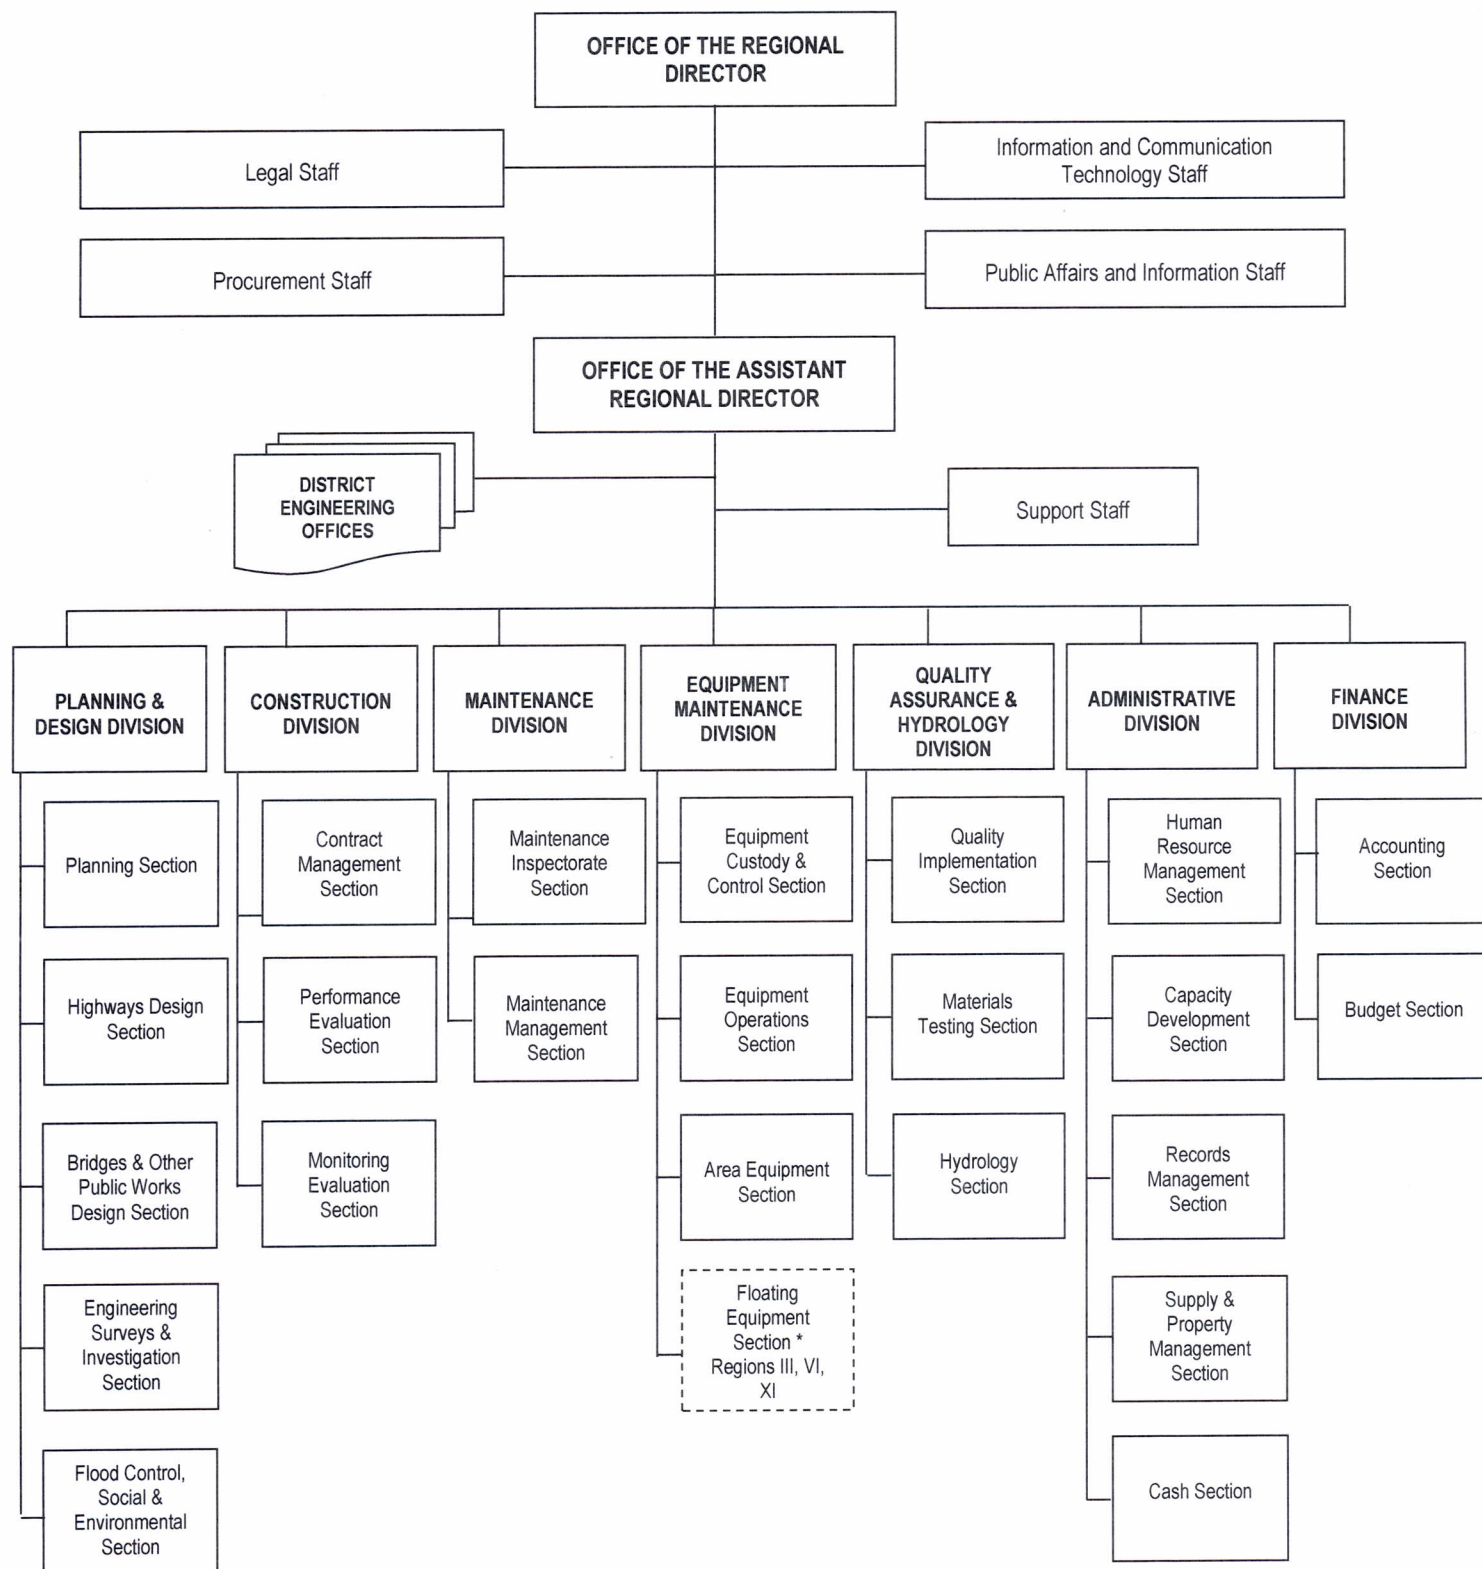 OFFICE OF THE REGIONAL
DIRECTOR
Legal Staff
Information and Communication
Technology Staff
Procurement Staff
Public Affairs and Information Staff
OFFICE OF THE ASSISTANT
REGIONAL DIRECTOR
DISTRICT
ENGINEERING
OFFICES
Support Staff
PLANNING &
DESIGN DIVISION
CONSTRUCTION
DIVISION
MAINTENANCE
DIVISION
EQUIPMENT
MAINTENANCE
DIVISION
QUALITY
ASSURANCE &
HYDROLOGY
DIVISION
ADMINISTRATIVE
DIVISION
FINANCE
DIVISION
Planning Section
Contract
Management
Section
Maintenance
Inspectorate
Section
Equipment
Custody &
Control Section
Quality
Implementation
Section
Human
Resource
Management
Section
Accounting
Section
Highways Design
Section
Performance
Evaluation
Section
Maintenance
Management
Section
Equipment
Operations
Section
Materials
Testing Section
Capacity
Development
Section
Budget Section
Bridges & Other
Public Works
Design Section
Monitoring
Evaluation
Section
Area Equipment
Section
Hydrology
Section
Records
Management
Section
Engineering
Surveys &
Investigation
Section
Floating
Equipment
Section *
Regions III, VI,
XI
Supply &
Property
Management
Section
Flood Control,
Social &
Environmental
Section
Cash Section